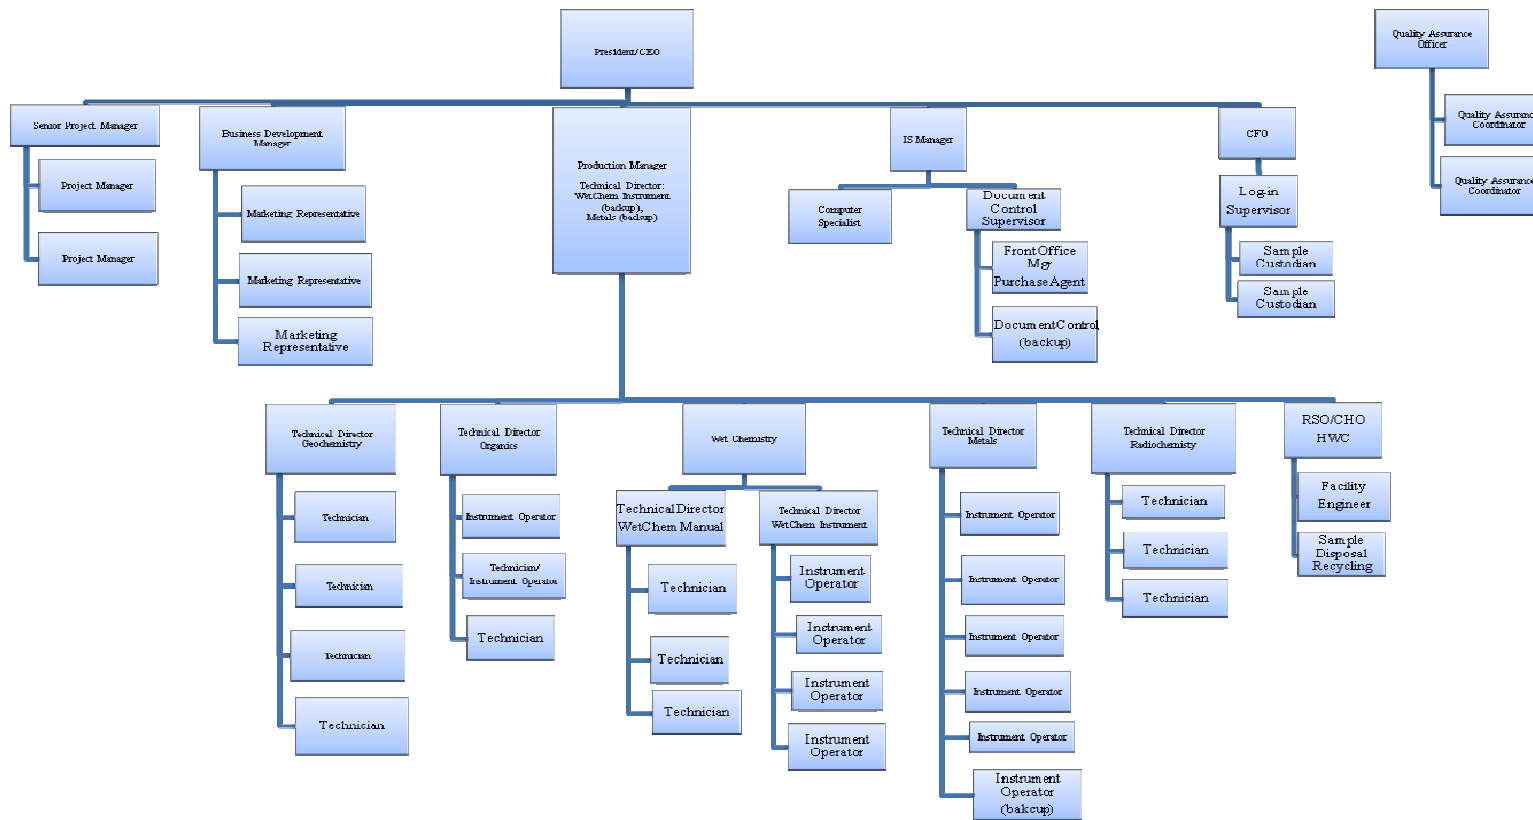 President/CEO
Quality Assurance
Officer
Senior Project Manager
Business Development
Manager
Production Manager
Technical Director:
WetChem Instrument
(backup),
Metals (backup)
IS Manager
CFO
Quality Assurance
Coordinator
Quality Assurance
Coordinator
Project Manager
Project Manager
Marketing Representative
Marketing Representative
Marketing
Representative
Computer
Specialist
Document
Control
Supervisor
Front Office
Mgr
Purchase Agent
Document Control
(backup)
Log-in
Supervisor
Sample
Custodian
Sample
Custodian
Technical Director
Geochemistry
Technician
Technician
Technician
Technician
Technical Director
Organics
Instrument Operator
Technician/
Instrument Operator
Technician
Wet Chemistry
Technical Director
WetChem Manual
Technician
Technician
Technician
Technical Director
WetChem Instrument
Instrument
Operator
Instrument
Operator
Instrument
Operator
Instrument
Operator
Technical Director
Metals
Instrument Operator
Instrument Operator
Instrument Operator
Instrument Operator
Instrument Operator
Instrument
Operator
(bakcup)
Technical Director
Radiochemisty
Technician
Technician
Technician
RSO/CHO
HWC
Facility
Engineer
Sample
Disposal
Recycling